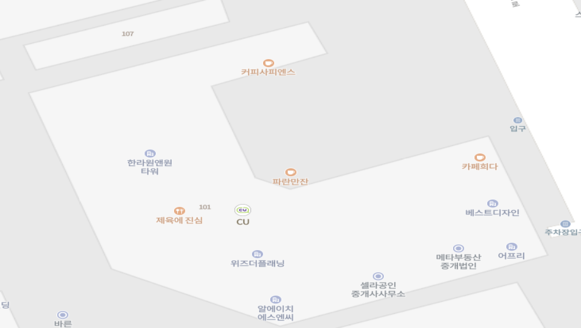 107
커피사피엔스
입구
한라원앤원
타워
카페희다
파란만잔
101
제육에 진심
CU
베스트디자인
주차장입구
위즈더플래닝
메타부동산
중개법인
어프리
셀라공인
중개사사무소
알에이치
에스엔씨
딩
바른